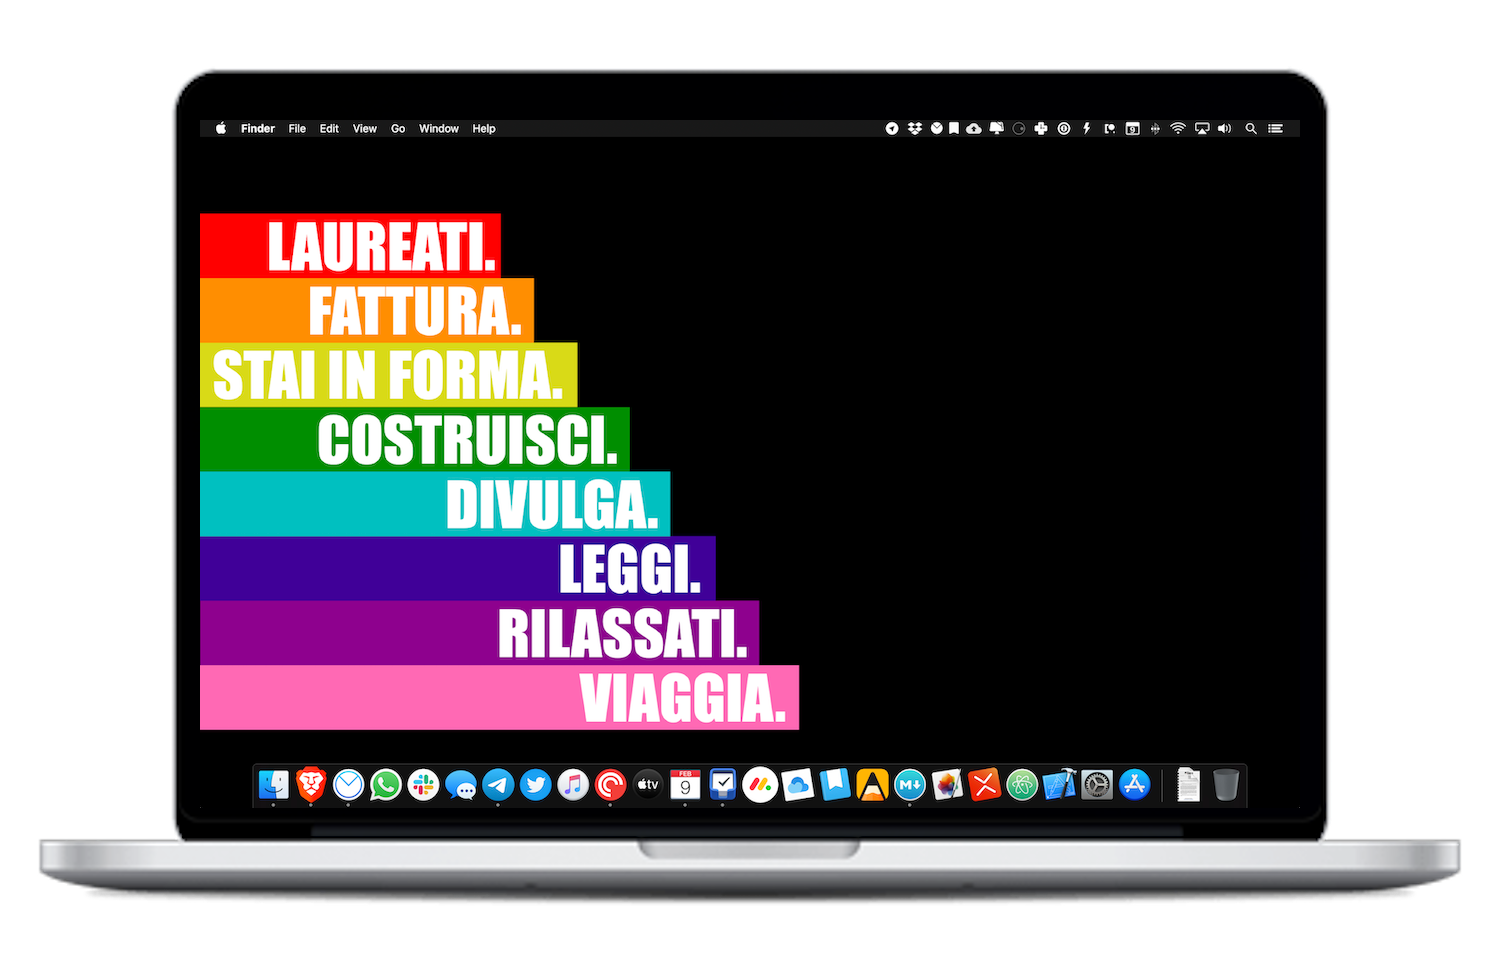 Finder File Edit View Go Window Help
9
LAUREATI.
FATTURA.
STAI IN FORMA.
COSTRUISCI.
DIVULGA.
LEGGI.
RILASSATI.
VIAGGIA.
tv
FEB
9
M